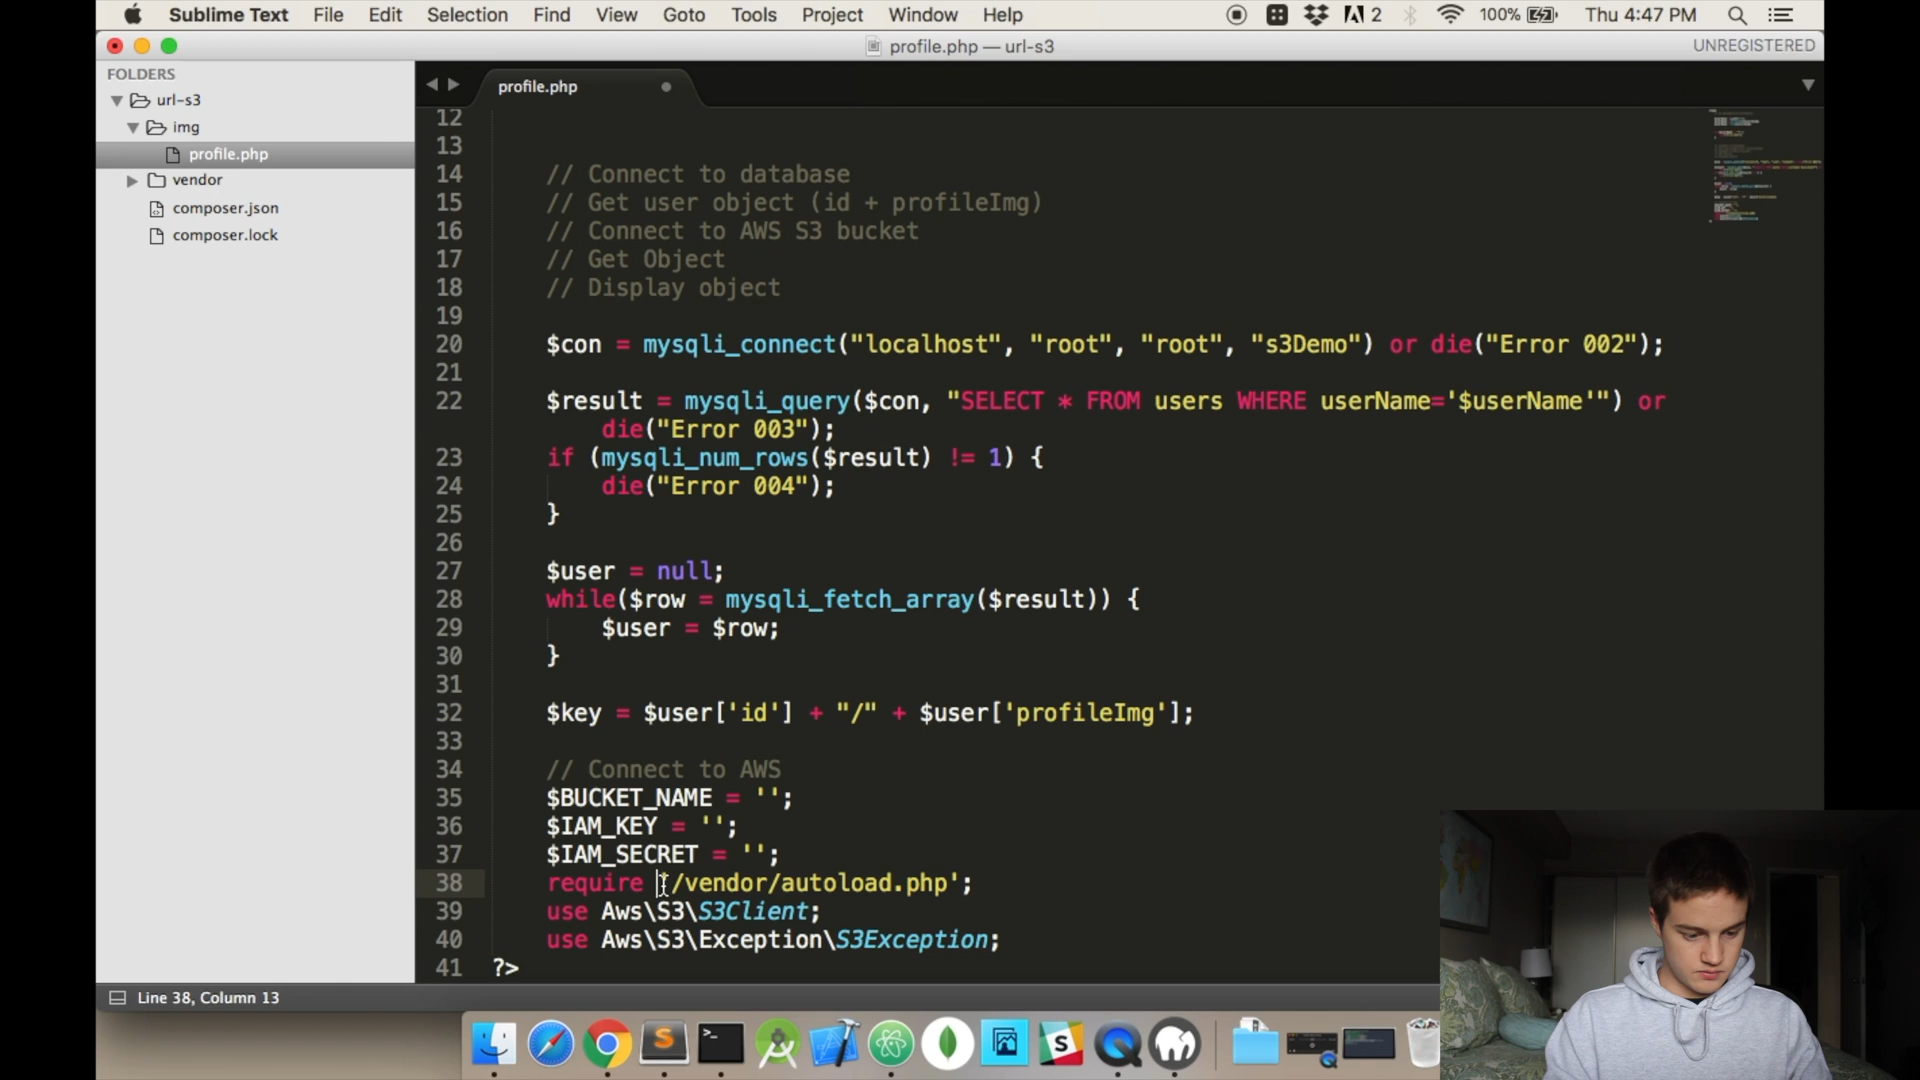 Sublime Text File Edit Selection Find View Goto Tools Project Window Help 2 100% Thu 4:47 PM
profile.php — url-s3 UNREGISTERED
FOLDERS
url-s3
img
profile.php
vendor
composer.json
composer.lock
profile.php
12
13
14 // Connect to database
15 // Get user object (id + profileImg)
16 // Connect to AWS S3 bucket
17 // Get Object
18 // Display object
19
20 $con = mysqli_connect("localhost", "root", "root", "s3Demo") or die("Error 002");
21
22 $result = mysqli_query($con, "SELECT * FROM users WHERE userName='$userName'") or
die("Error 003");
23 if (mysqli_num_rows($result) != 1) {
24 die("Error 004");
25 }
26
27 $user = null;
28 while($row = mysqli_fetch_array($result)) {
29 $user = $row;
30 }
31
32 $key = $user['id'] + "/" + $user['profileImg'];
33
34 // Connect to AWS
35 $BUCKET_NAME = '';
36 $IAM_KEY = '';
37 $IAM_SECRET = '';
38 require '/vendor/autoload.php';
39 use Aws\S3\S3Client;
40 use Aws\S3\Exception\S3Exception;
41 ?>
Line 38, Column 13